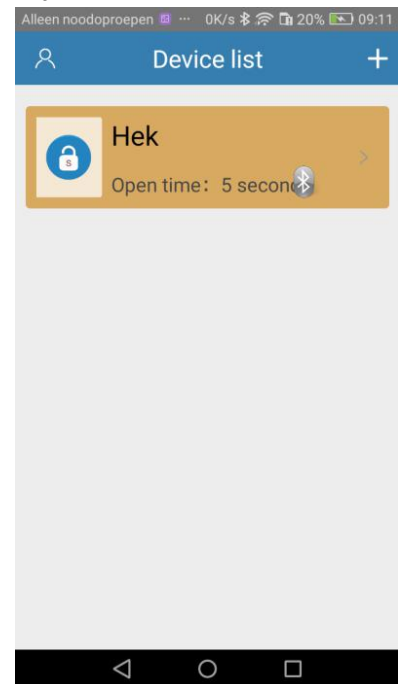 Alleen noodoproepen ... 0K/s 20% 09:11
Device list +
Hek
S
Open time: 5 secon